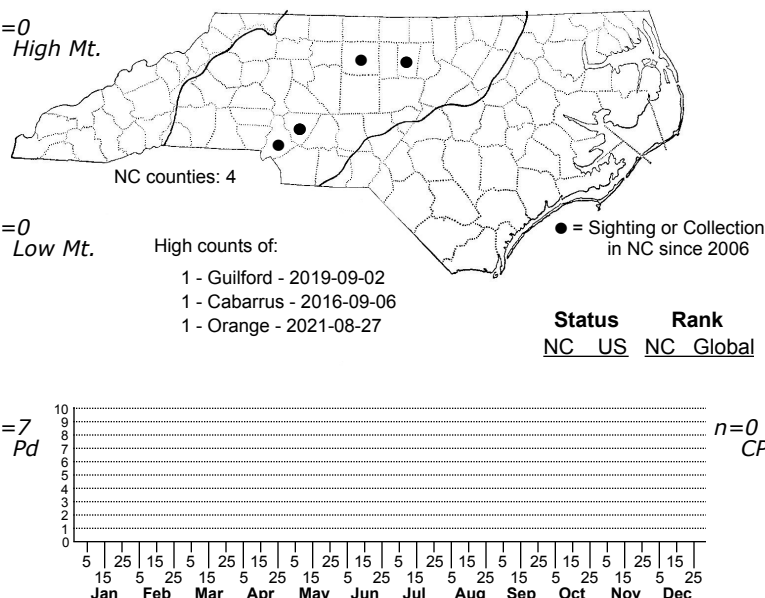 =0
High Mt.
NC counties: 4
=0
Low Mt.
High counts of:
1 - Guilford - 2019-09-02
1 - Cabarrus - 2016-09-06
1 - Orange - 2021-08-27
● = Sighting or Collection
in NC since 2006
Status Rank
NC US NC Global
=7
Pd
n=0
CP
10
9
8
7
6
5
4
3
2
1
0
5 25 15 5 25 15 5 25 15 5 25 15 5 25 15 5 25 15
15 5 25 15 5 25 15 5 25 15 5 25 15 5 25 15 5 25
Jan Feb Mar Apr May Jun Jul Aug Sep Oct Nov Dec